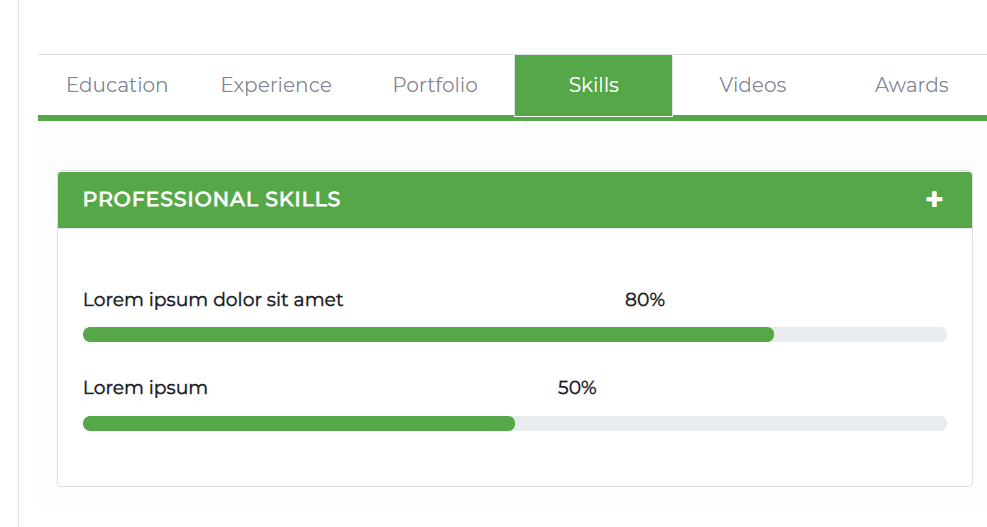 Education Experience Portfolio Skills Videos Awards
PROFESSIONAL SKILLS
Lorem ipsum dolor sit amet 80%
Lorem ipsum 50%